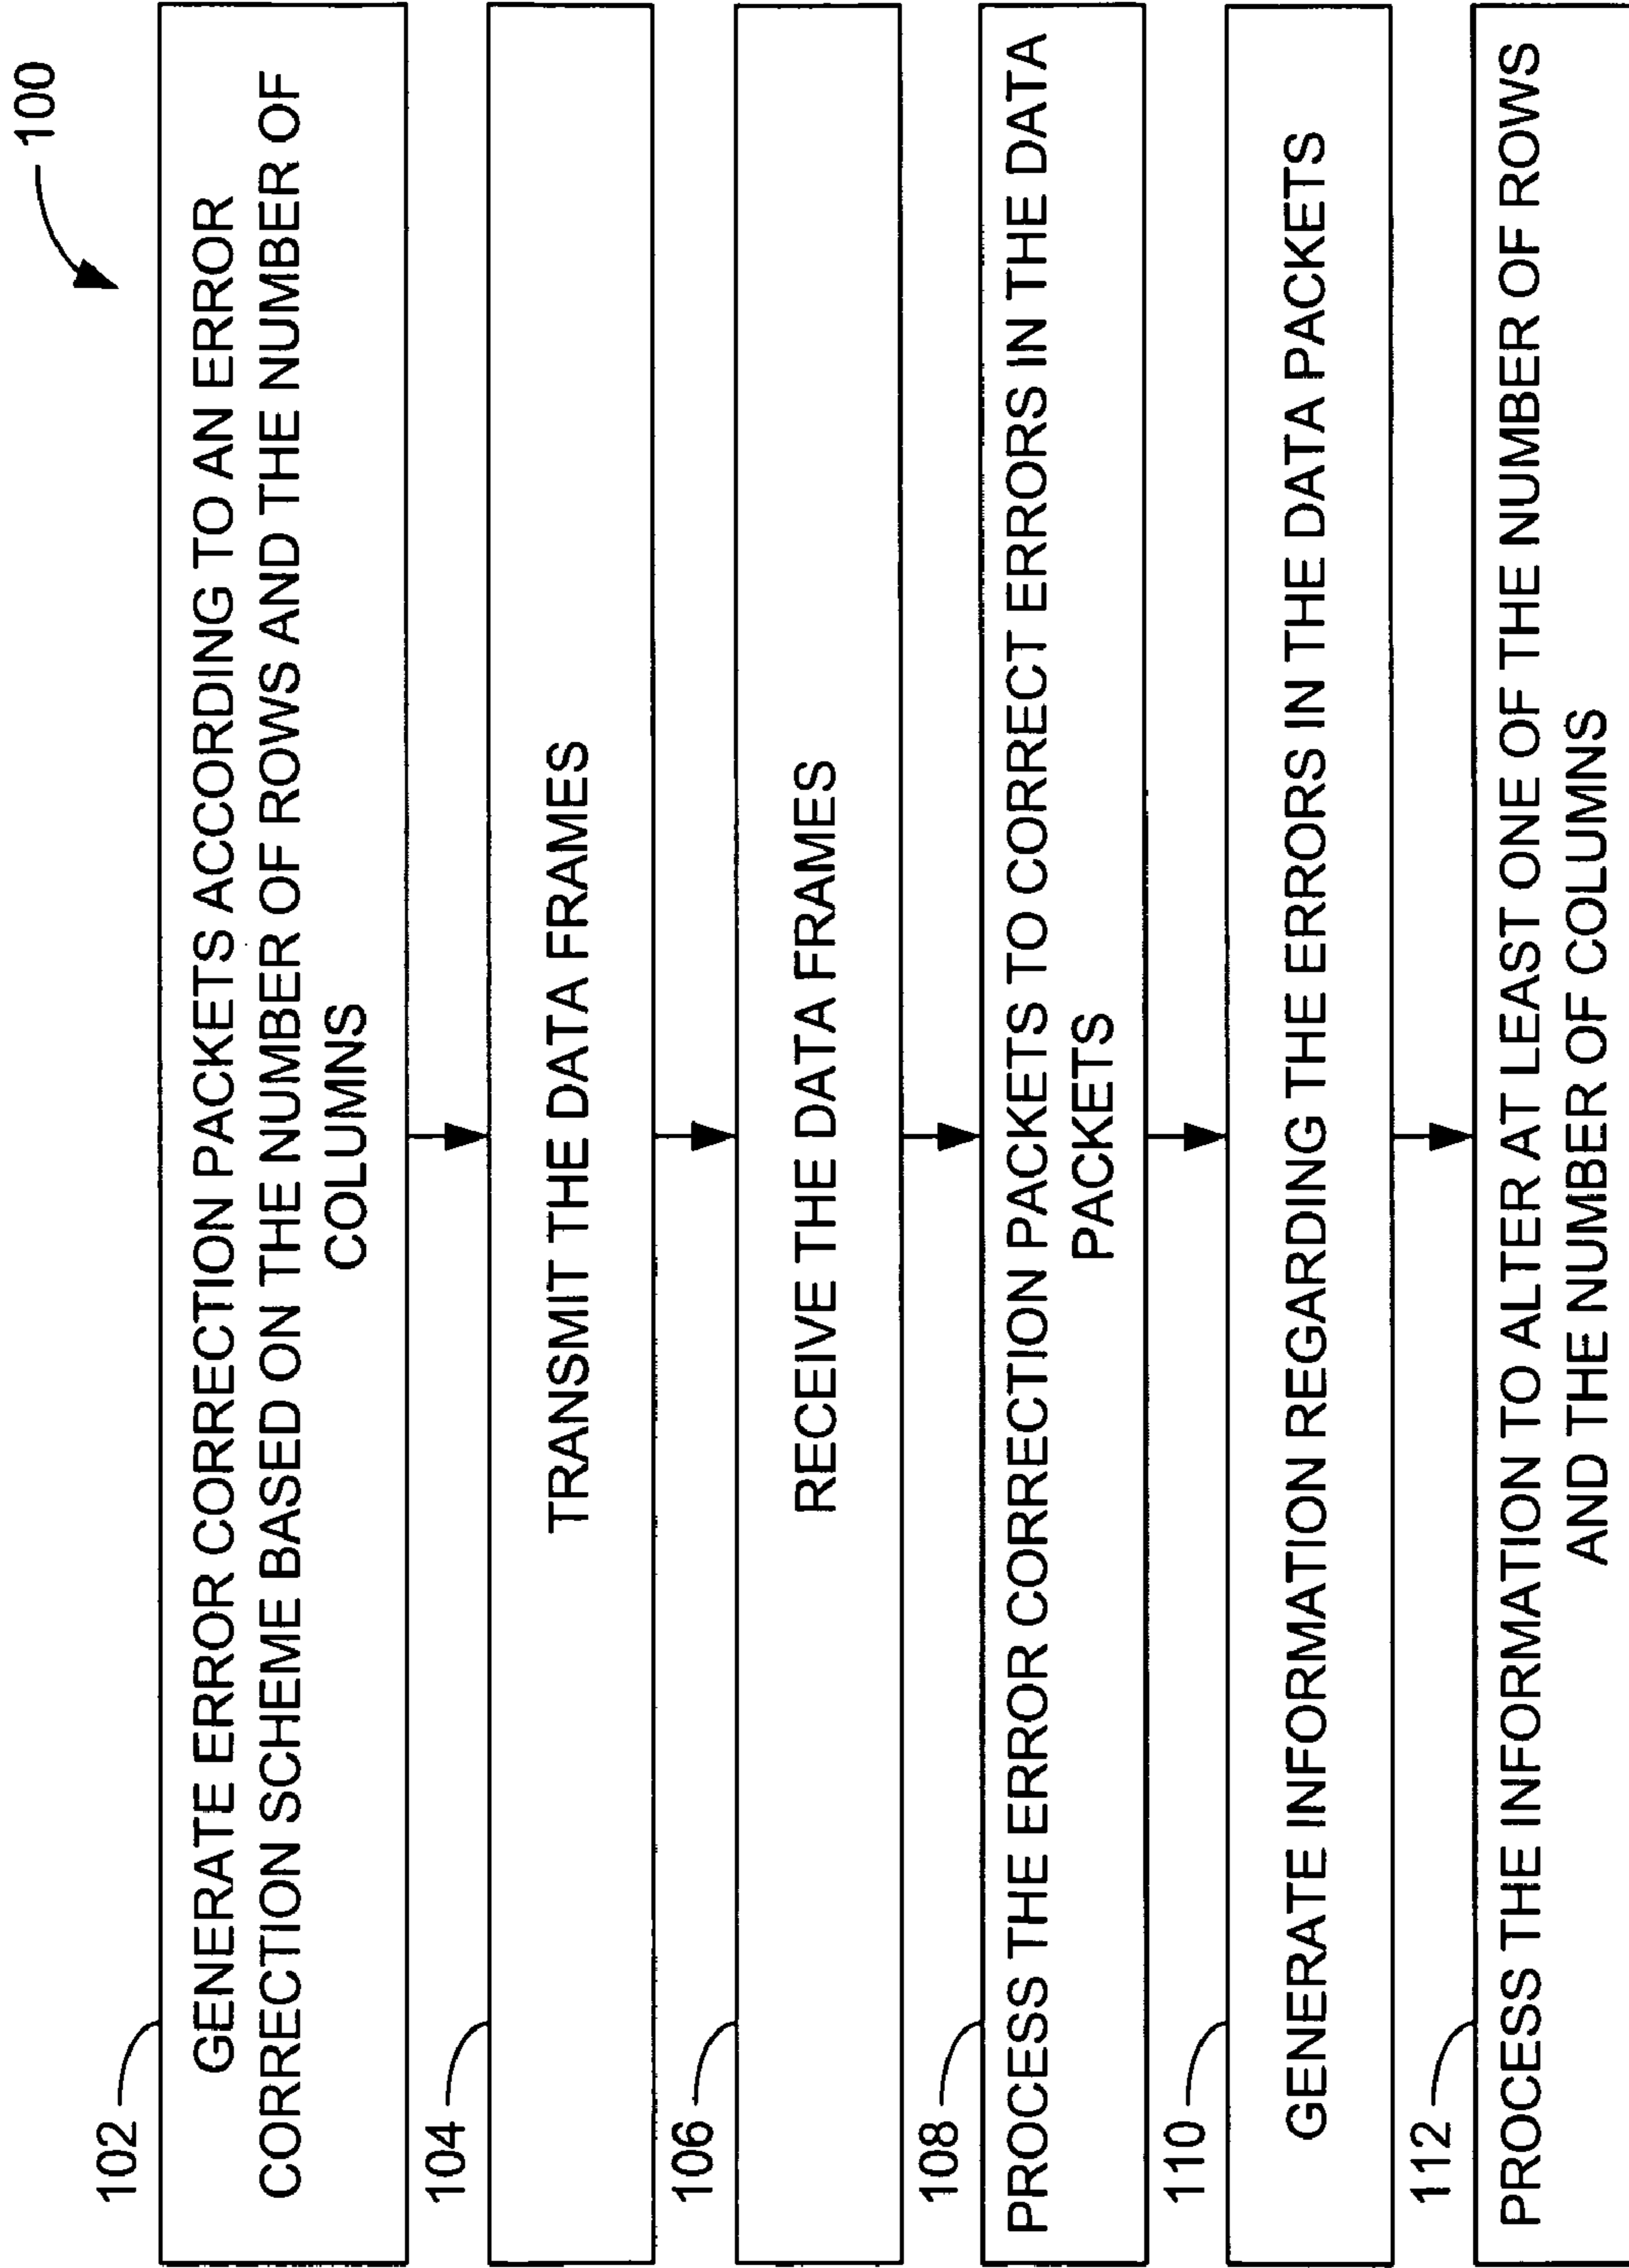 100
102
GENERATE ERROR CORRECTION PACKETS ACCORDING TO AN ERROR
CORRECTION SCHEME BASED ON THE NUMBER OF ROWS AND THE NUMBER OF
COLUMNS
104
TRANSMIT THE DATA FRAMES
106
RECEIVE THE DATA FRAMES
108
PROCESS THE ERROR CORRECTION PACKETS TO CORRECT ERRORS IN THE DATA
PACKETS
110
GENERATE INFORMATION REGARDING THE ERRORS IN THE DATA PACKETS
112
PROCESS THE INFORMATION TO ALTER AT LEAST ONE OF THE NUMBER OF ROWS
AND THE NUMBER OF COLUMNS